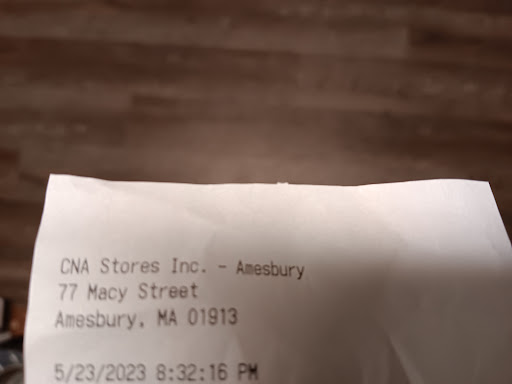 CNA Stores Inc. - Amesbury
77 Macy Street
Amesbury, MA 01913
5/23/2023 8:32:16 PM